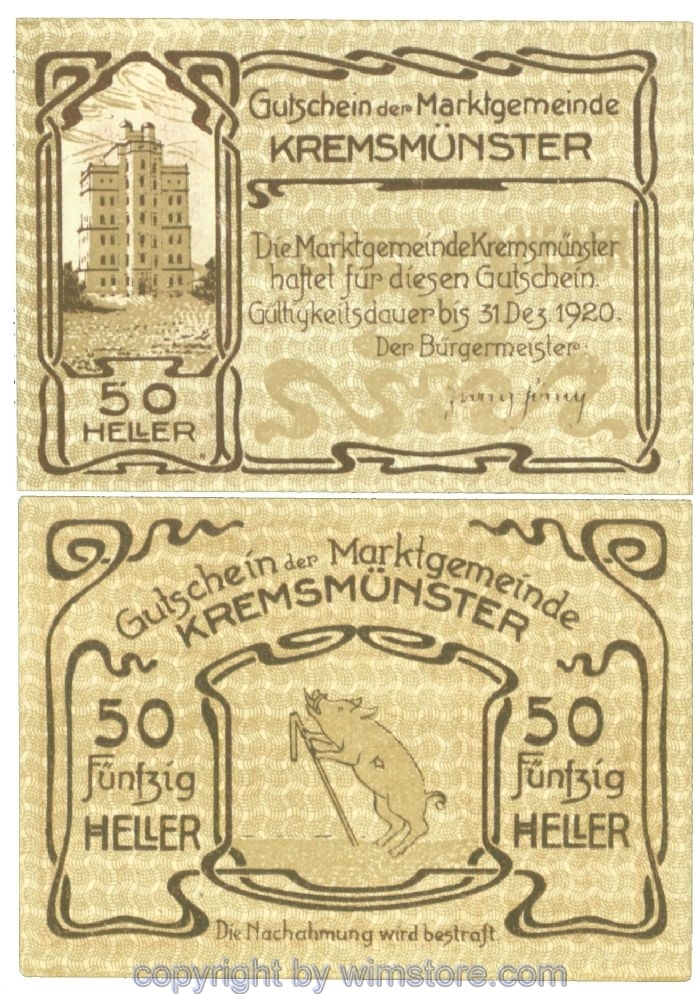 Gutschein der Marktgemeinde
KREMSMÜNSTER
Die Marktgemeinde Kremsmünster
haftet für diesen Gutschein.
Gültigkeitsdauer bis 31 Dez. 1920.
Der Bürgermeister:
50
HELLER
Gutschein der Marktgemeinde
KREMSMÜNSTER
50
Fünfzig
HELLER
50
Fünfzig
HELLER
Die Nachahmung wird bestraft.
copyright by wimstore.com